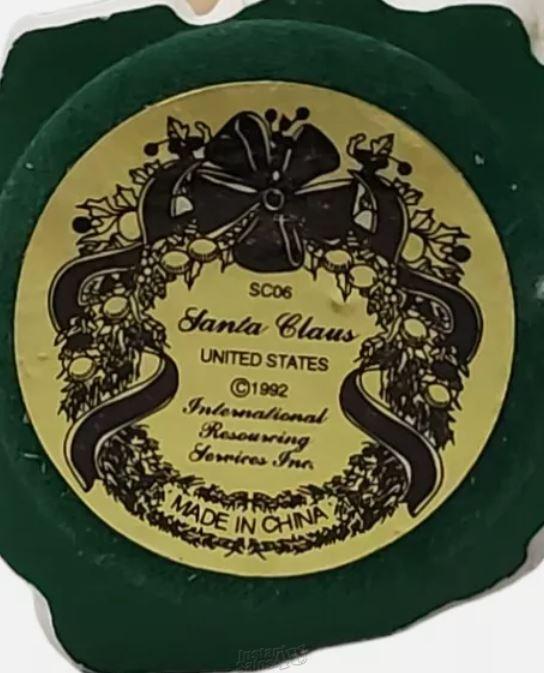 SC06
Santa Claus
UNITED STATES
©1992
International
Resourcing
Services Inc.
MADE IN CHINA